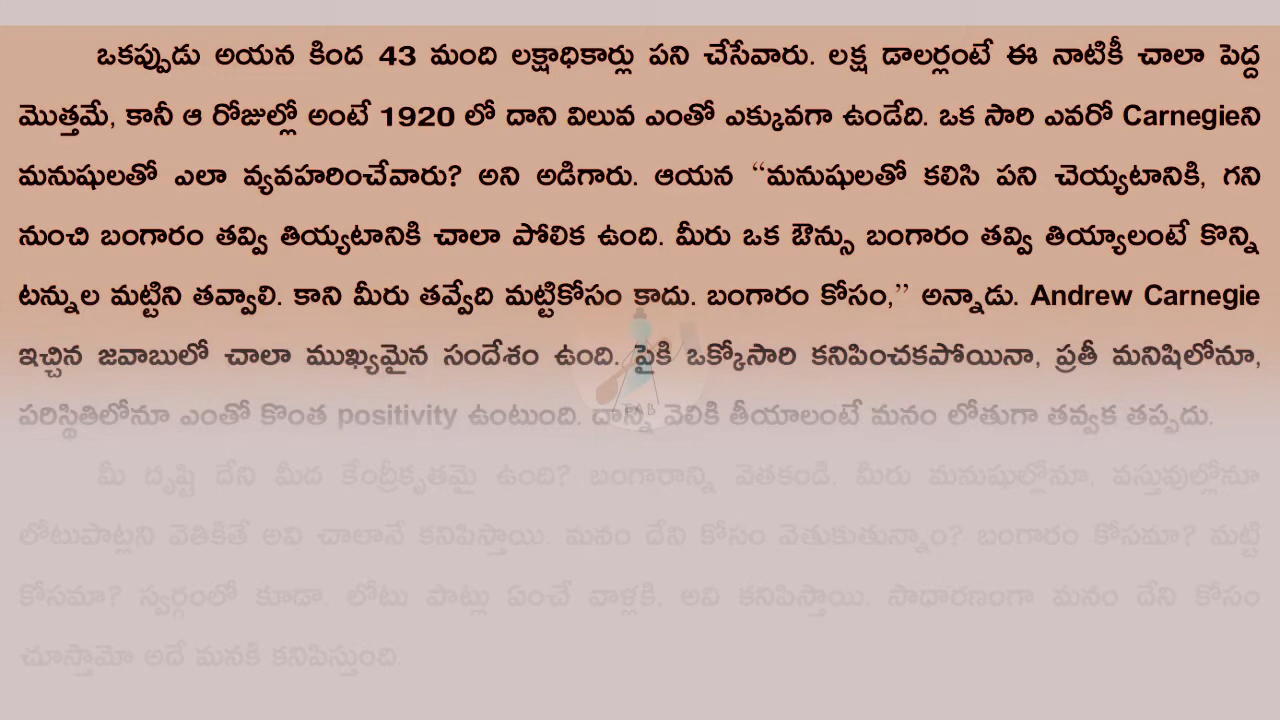 ఒకప్పుడు అయన కింద 43 మంది లక్షాధికార్లు పని చేసేవారు. లక్ష డాలర్లంటే ఈ నాటికీ చాలా పెద్ద
మొత్తమే, కానీ ఆ రోజుల్లో అంటే 1920 లో దాని విలువ ఎంతో ఎక్కువగా ఉండేది. ఒక సారి ఎవరో Carnegieని
మనుషులతో ఎలా వ్యవహరించేవారు? అని అడిగారు. ఆయన “మనుషులతో కలిసి పని చెయ్యటానికి, గని
నుంచి బంగారం తవ్వి తియ్యటానికి చాలా పోలిక ఉంది. మీరు ఒక ఔన్సు బంగారం తవ్వి తియ్యాలంటే కొన్ని
టన్నుల మట్టిని తవ్వాలి. కాని మీరు తవ్వేది మట్టికోసం కాదు. బంగారం కోసం,” అన్నాడు. Andrew Carnegie
ఇచ్చిన జవాబులో చాలా ముఖ్యమైన సందేశం ఉంది. పైకి ఒక్కోసారి కనిపించకపోయినా, ప్రతీ మనిషిలోనూ,
పరిస్థితిలోనూ ఎంతో కొంత positivity ఉంటుంది. దాన్ని వెలికి తీయాలంటే మనం లోతుగా తవ్వక తప్పదు.
మీ దృష్టి దేని మీద కేంద్రీకృతమై ఉంది? బంగారాన్ని వెతకండి. మీరు మనుషుల్లోనూ, వస్తువుల్లోనూ
లోటుపాట్లని వెతికితే అవి చాలానే కనిపిస్తాయి. మనం దేని కోసం వెతుకుతున్నాం? బంగారం కోసమా? మట్టి
కోసమా? స్వర్గంలో కూడా, లోటు పాట్లు ఏంచే వాళ్లకి, అవి కనిపిస్తాయి. సాధారణంగా మనం దేని కోసం
చూస్తామో అదే మనకి కనిపిస్తుంది.